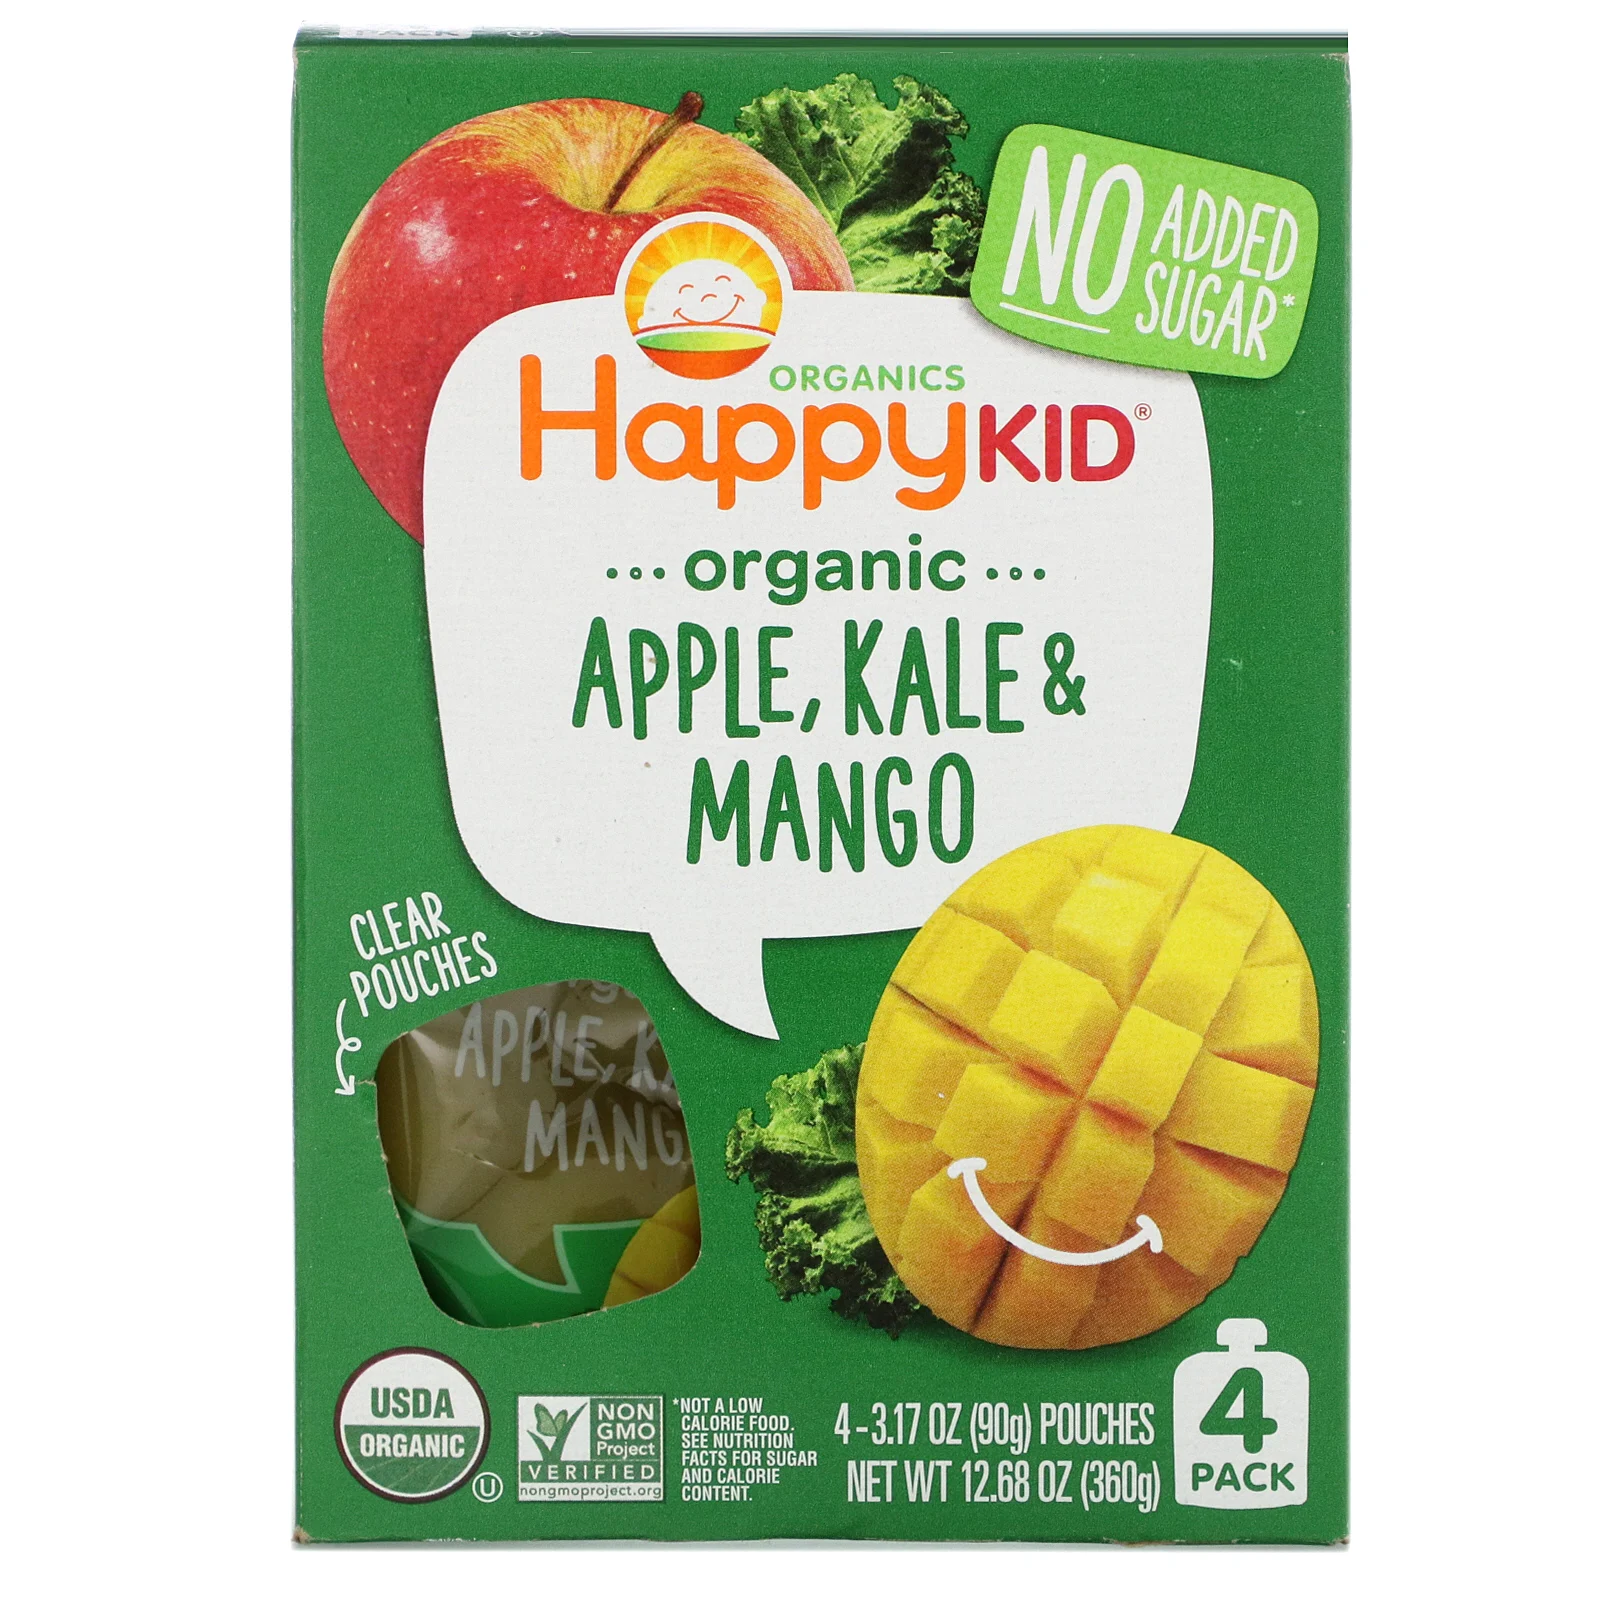 PACK
NO ADDED
SUGAR*
ORGANICS
HappyKID®
organic
APPLE, KALE &
MANGO
CLEAR
POUCHES
APPLE, K
MANG
USDA
ORGANIC
U
NON
GMO
Project
VERIFIED
nongmoproject.org
*NOT A LOW
CALORIE FOOD.
SEE NUTRITION
FACTS FOR SUGAR
AND CALORIE
CONTENT.
4-3.17 OZ (90g) POUCHES
NET WT 12.68 OZ (360g)
4
PACK